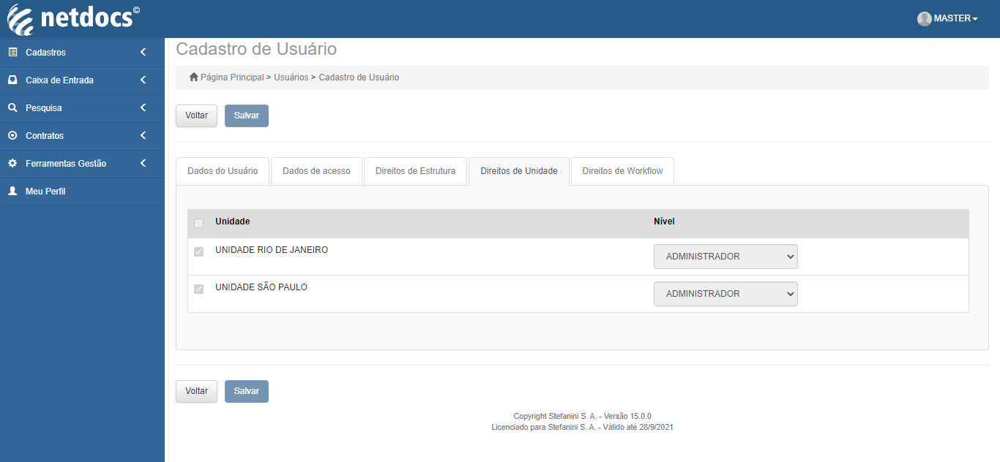 netdocs©
MASTER
Cadastros
Caixa de Entrada
Pesquisa
Contratos
Ferramentas Gestão
Meu Perfil
Cadastro de Usuário
Página Principal > Usuários > Cadastro de Usuário
Voltar Salvar
Dados do Usuário Dados de acesso Direitos de Estrutura Direitos de Unidade Direitos de Workflow
Unidade Nível
UNIDADE RIO DE JANEIRO ADMINISTRADOR
UNIDADE SÃO PAULO ADMINISTRADOR
Voltar Salvar
Copyright Stefanini S. A. - Versão 15.0.0
Licenciado para Stefanini S. A. - Válido até 28/9/2021